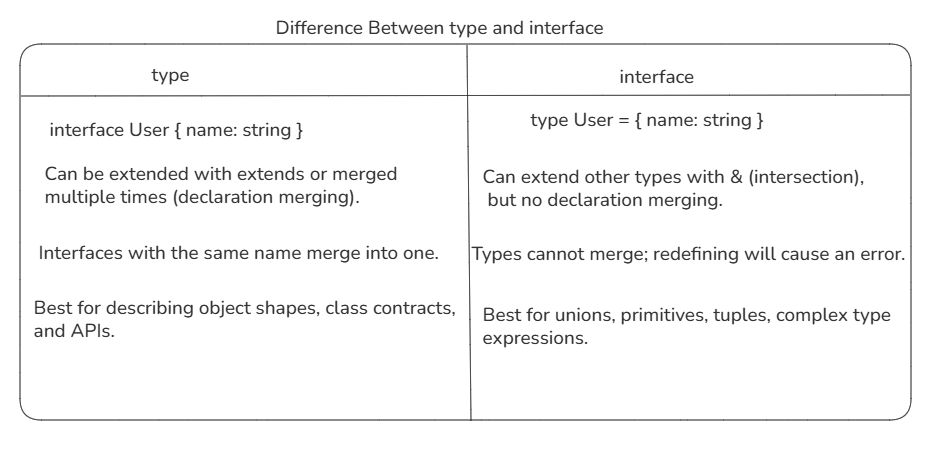 Difference Between type and interface
type
interface
interface User { name: string }
type User = { name: string }
Can be extended with extends or merged
multiple times (declaration merging).
Can extend other types with & (intersection),
but no declaration merging.
Interfaces with the same name merge into one.
Types cannot merge; redefining will cause an error.
Best for describing object shapes, class contracts,
and APIs.
Best for unions, primitives, tuples, complex type
expressions.